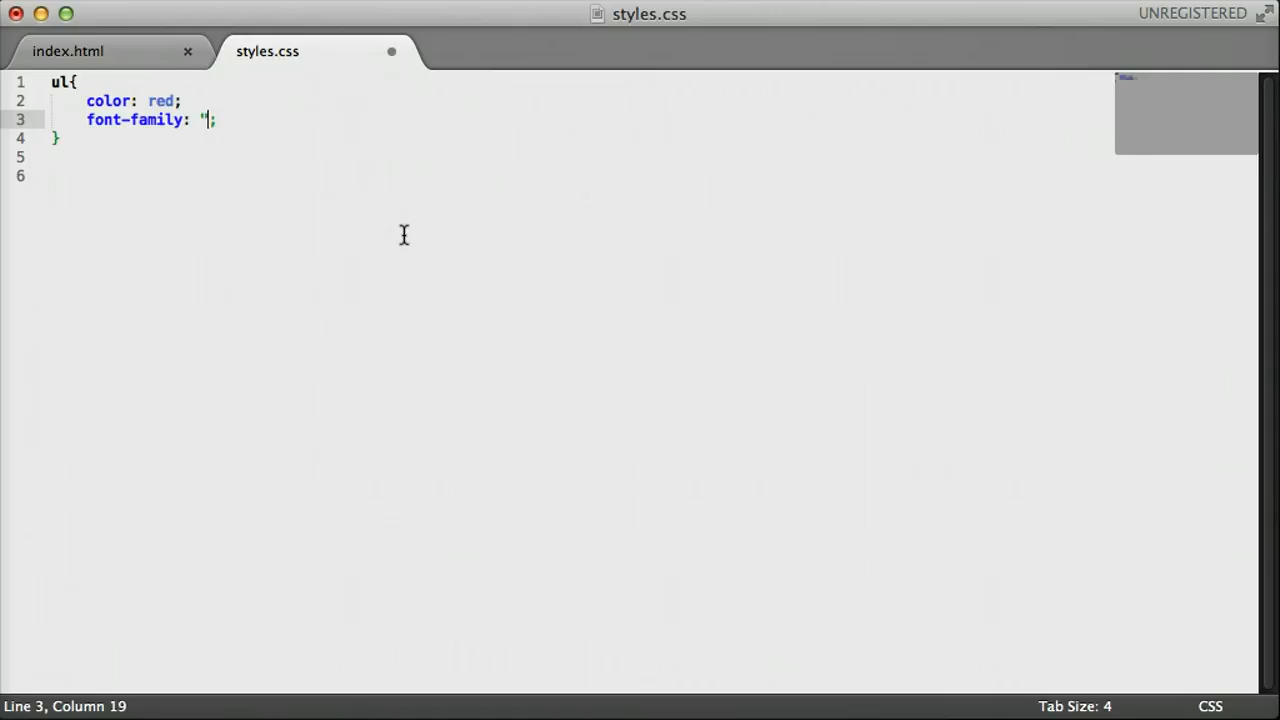 styles.css
UNREGISTERED
index.html
styles.css
1 ul{
2 color: red;
3 font-family: ";
4 }
5
6
Line 3, Column 19
Tab Size: 4
CSS